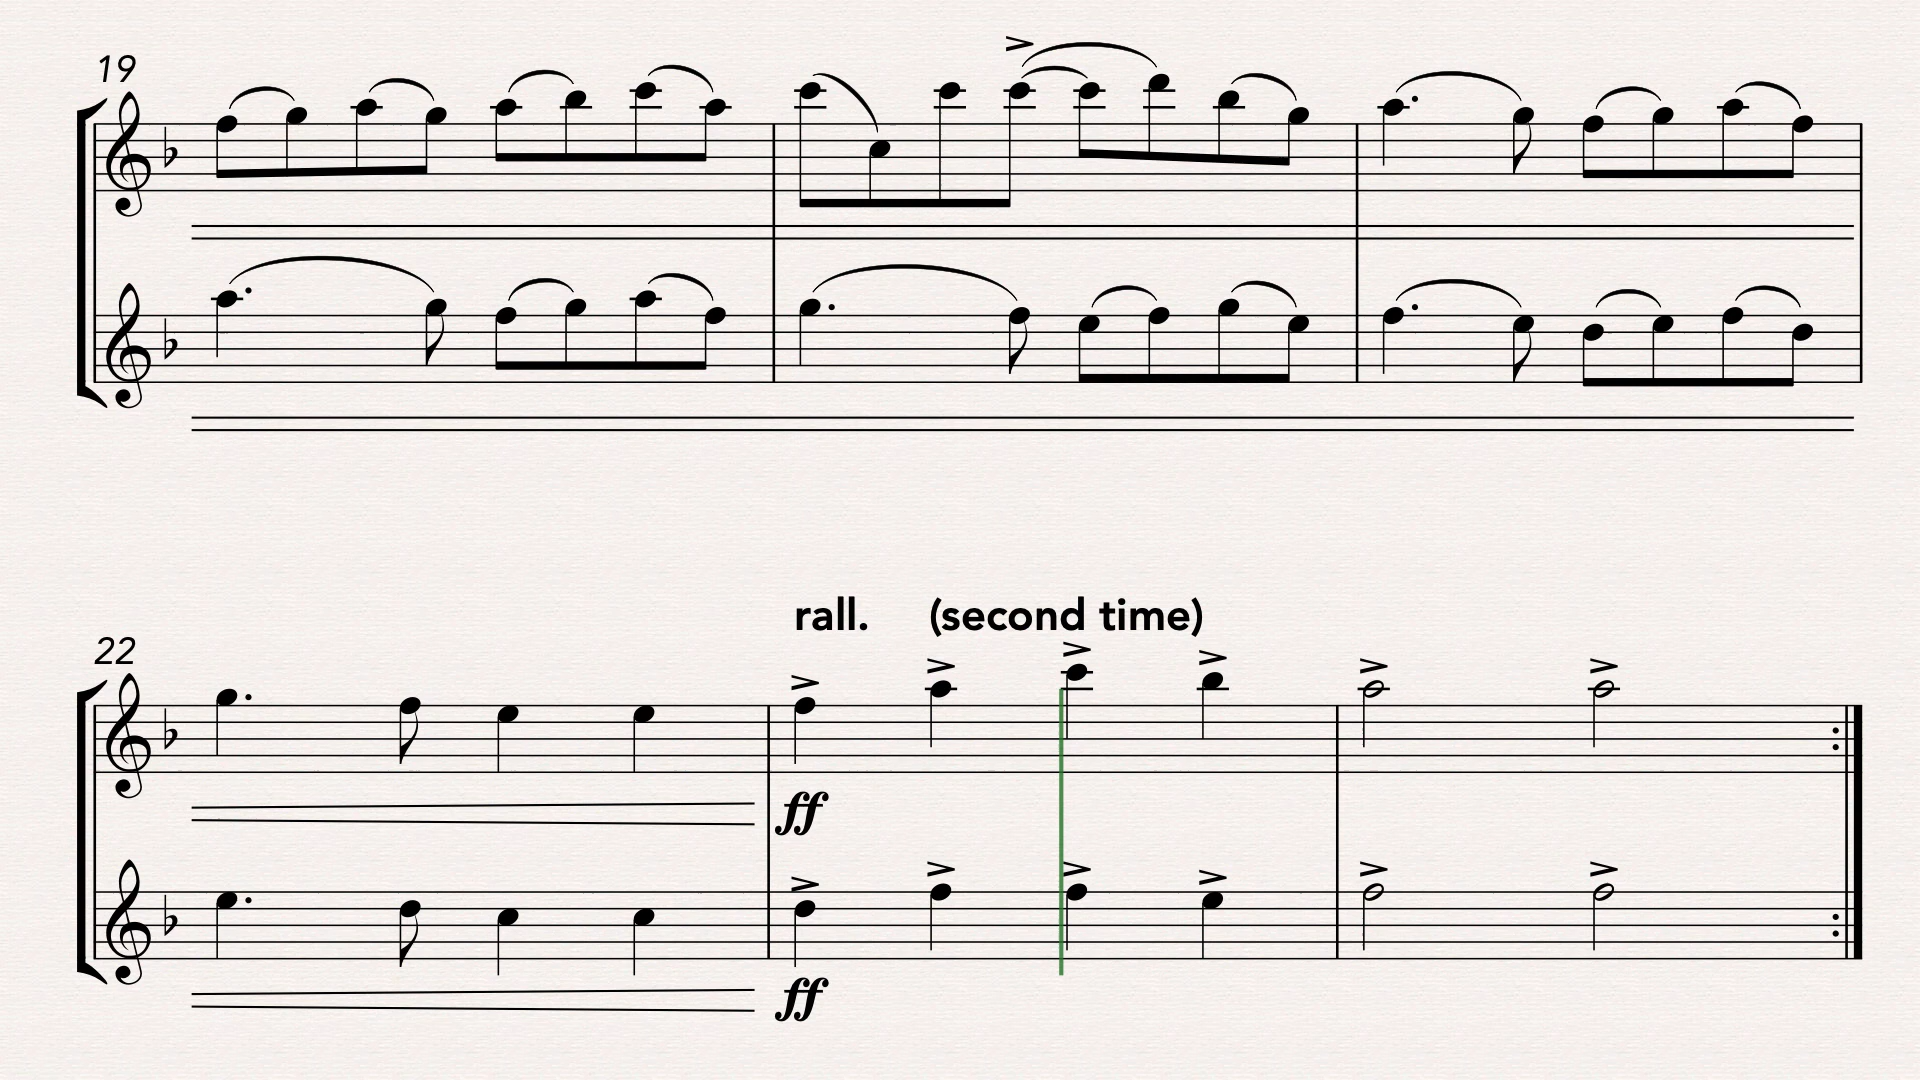 19
rall. (second time)
22
ff
ff